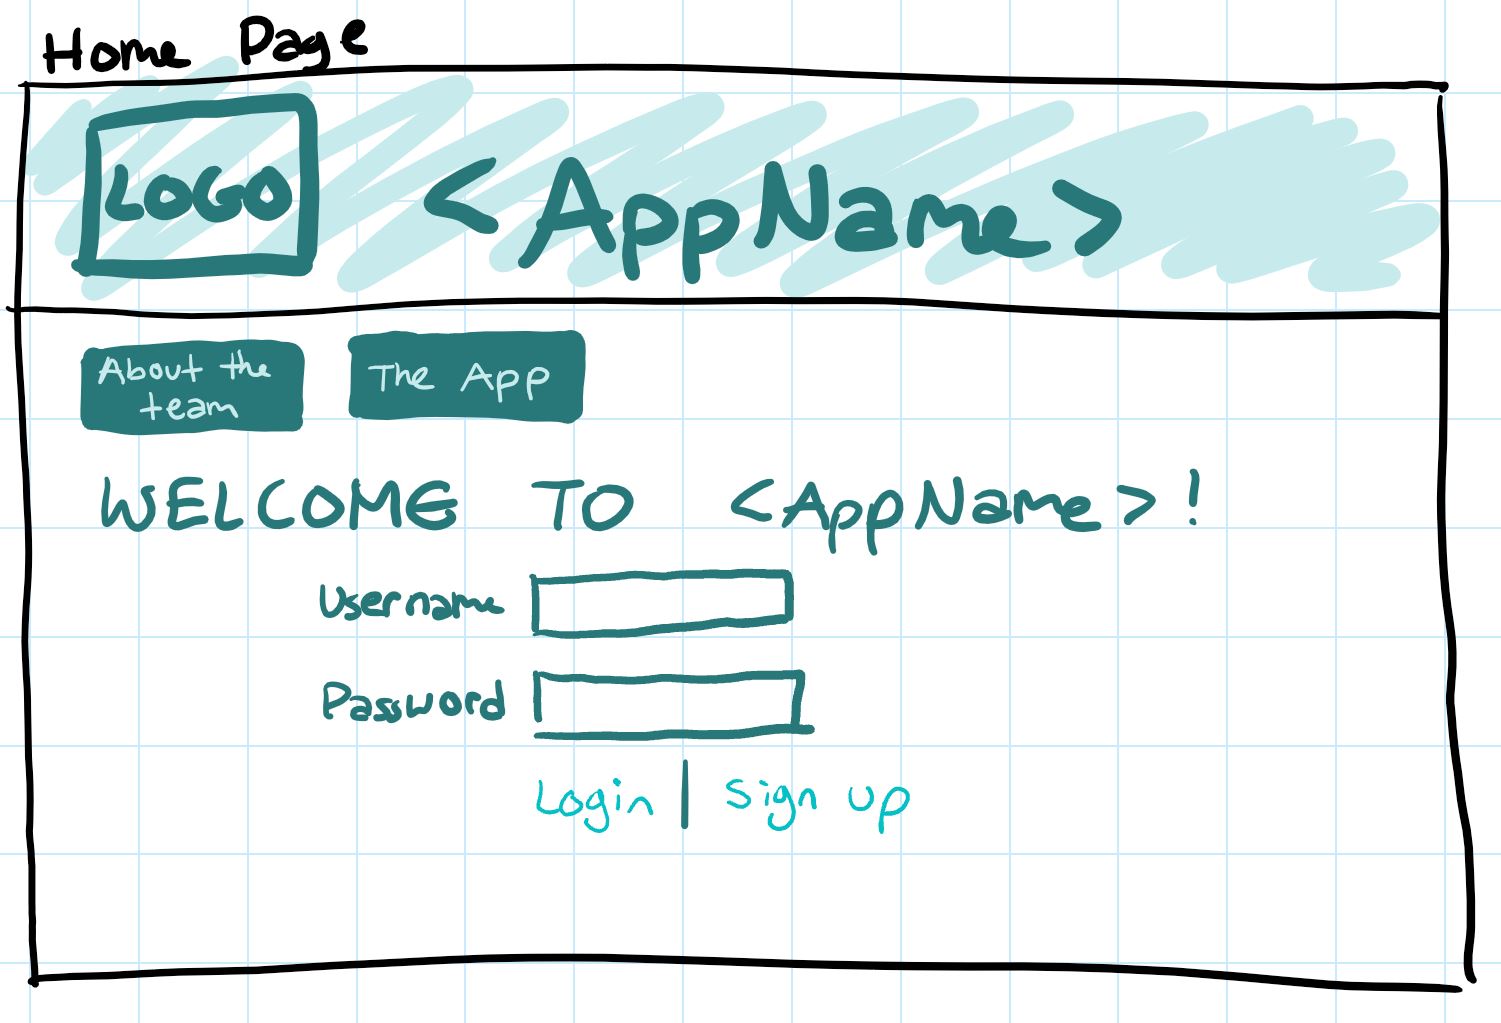 Home Page
LOGO <AppName>
About the
team
The App
WELCOME TO <AppName>!
Username
Password
Login | Sign up